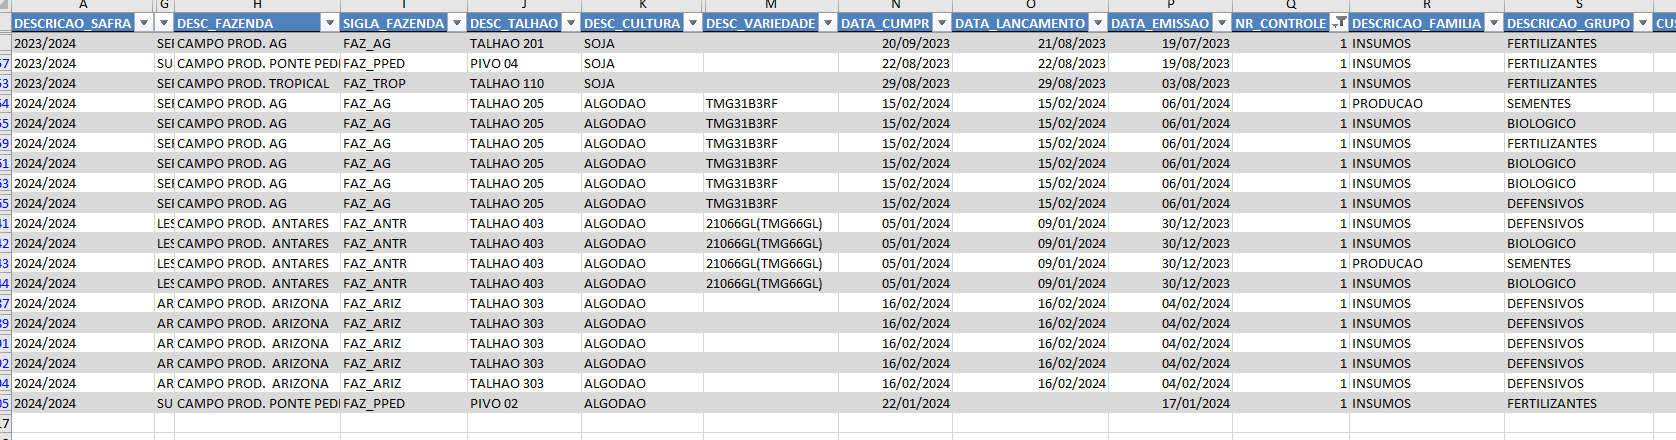 A G H I J K M N O P Q R S
DESCRICAO_SAFRA DESC_FAZENDA SIGLA_FAZENDA DESC_TALHAO DESC_CULTURA DESC_VARIEDADE DATA_CUMPR DATA_LANCAMENTO DATA_EMISSAO NR_CONTROLE DESCRICAO_FAMILIA DESCRICAO_GRUPO CUS
2023/2024 SEI CAMPO PROD. AG FAZ_AG TALHAO 201 SOJA 20/09/2023 21/08/2023 19/07/2023 1 INSUMOS FERTILIZANTES
57 2023/2024 SU CAMPO PROD. PONTE PEDI FAZ_PPED PIVO 04 SOJA 22/08/2023 22/08/2023 19/08/2023 1 INSUMOS FERTILIZANTES
53 2023/2024 SEI CAMPO PROD. TROPICAL FAZ_TROP TALHAO 110 SOJA 29/08/2023 29/08/2023 03/08/2023 1 INSUMOS FERTILIZANTES
54 2024/2024 SEI CAMPO PROD. AG FAZ_AG TALHAO 205 ALGODAO TMG31B3RF 15/02/2024 15/02/2024 06/01/2024 1 PRODUCAO SEMENTES
55 2024/2024 SEI CAMPO PROD. AG FAZ_AG TALHAO 205 ALGODAO TMG31B3RF 15/02/2024 15/02/2024 06/01/2024 1 INSUMOS BIOLOGICO
59 2024/2024 SEI CAMPO PROD. AG FAZ_AG TALHAO 205 ALGODAO TMG31B3RF 15/02/2024 15/02/2024 06/01/2024 1 INSUMOS FERTILIZANTES
51 2024/2024 SEI CAMPO PROD. AG FAZ_AG TALHAO 205 ALGODAO TMG31B3RF 15/02/2024 15/02/2024 06/01/2024 1 INSUMOS BIOLOGICO
53 2024/2024 SEI CAMPO PROD. AG FAZ_AG TALHAO 205 ALGODAO TMG31B3RF 15/02/2024 15/02/2024 06/01/2024 1 INSUMOS BIOLOGICO
55 2024/2024 SEI CAMPO PROD. AG FAZ_AG TALHAO 205 ALGODAO TMG31B3RF 15/02/2024 15/02/2024 06/01/2024 1 INSUMOS DEFENSIVOS
41 2024/2024 LES CAMPO PROD. ANTARES FAZ_ANTR TALHAO 403 ALGODAO 21066GL(TMG66GL) 05/01/2024 09/01/2024 30/12/2023 1 INSUMOS DEFENSIVOS
42 2024/2024 LES CAMPO PROD. ANTARES FAZ_ANTR TALHAO 403 ALGODAO 21066GL(TMG66GL) 05/01/2024 09/01/2024 30/12/2023 1 INSUMOS BIOLOGICO
43 2024/2024 LES CAMPO PROD. ANTARES FAZ_ANTR TALHAO 403 ALGODAO 21066GL(TMG66GL) 05/01/2024 09/01/2024 30/12/2023 1 PRODUCAO SEMENTES
44 2024/2024 LES CAMPO PROD. ANTARES FAZ_ANTR TALHAO 403 ALGODAO 21066GL(TMG66GL) 05/01/2024 09/01/2024 30/12/2023 1 INSUMOS BIOLOGICO
37 2024/2024 AR CAMPO PROD. ARIZONA FAZ_ARIZ TALHAO 303 ALGODAO 16/02/2024 16/02/2024 04/02/2024 1 INSUMOS DEFENSIVOS
39 2024/2024 AR CAMPO PROD. ARIZONA FAZ_ARIZ TALHAO 303 ALGODAO 16/02/2024 16/02/2024 04/02/2024 1 INSUMOS DEFENSIVOS
01 2024/2024 AR CAMPO PROD. ARIZONA FAZ_ARIZ TALHAO 303 ALGODAO 16/02/2024 16/02/2024 04/02/2024 1 INSUMOS DEFENSIVOS
02 2024/2024 AR CAMPO PROD. ARIZONA FAZ_ARIZ TALHAO 303 ALGODAO 16/02/2024 16/02/2024 04/02/2024 1 INSUMOS DEFENSIVOS
04 2024/2024 AR CAMPO PROD. ARIZONA FAZ_ARIZ TALHAO 303 ALGODAO 16/02/2024 16/02/2024 04/02/2024 1 INSUMOS DEFENSIVOS
05 2024/2024 SU CAMPO PROD. PONTE PEDI FAZ_PPED PIVO 02 ALGODAO 22/01/2024 17/01/2024 1 INSUMOS FERTILIZANTES
17